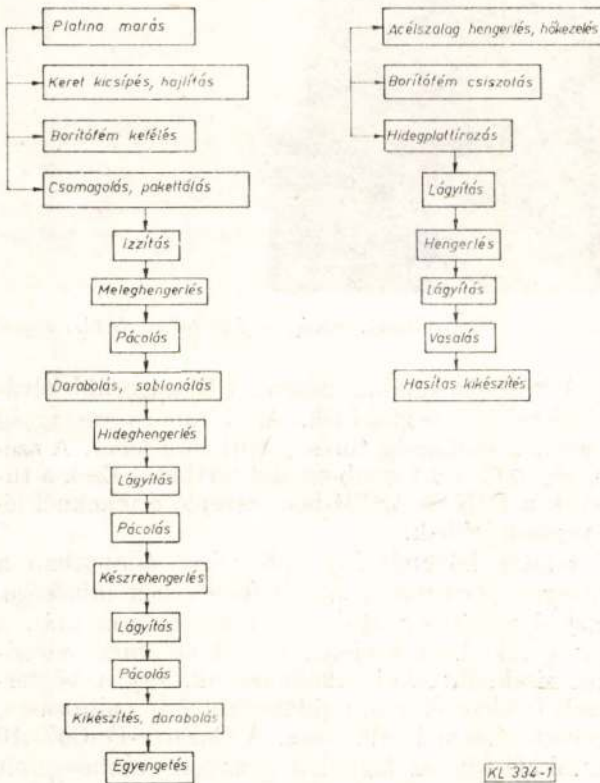 Platina marás
Keret kicsípés, hajlítás
Borítófém kefélés
Csomagolás, pakettálás
Izzítás
Meleghengerlés
Pácolás
Darabolás, sablonálás
Hideghengerlés
Lágyítás
Pácolás
Készrehengerlés
Lágyítás
Pácolás
Kikészítés, darabolás
Egyengetés
Acélszalag hengerlés, hőkezelés
Borítófém csiszolás
Hidegplattírozás
Lágyítás
Hengerlés
Lágyítás
Vasalás
Hasítas kikészítés
KL 334-1